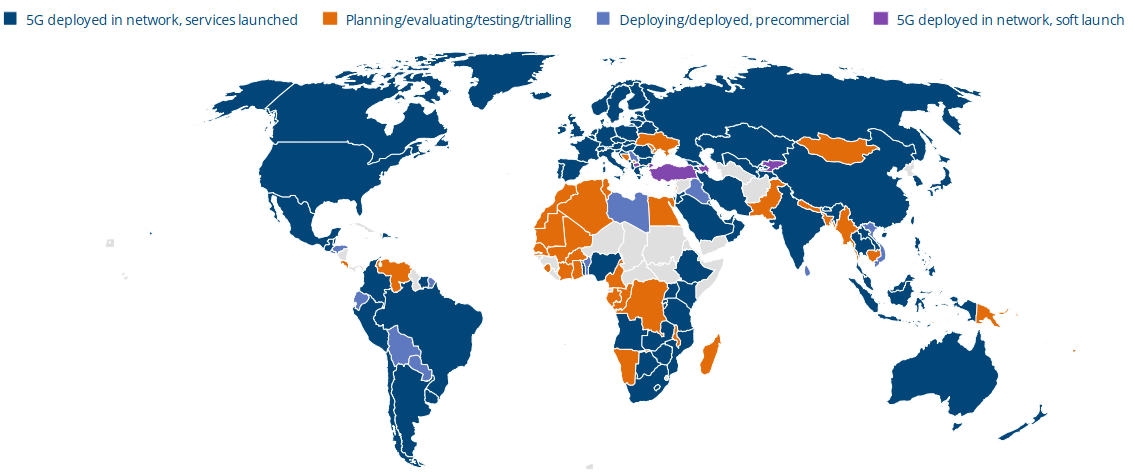 5G deployed in network, services launched Planning/evaluating/testing/trialling Deploying/deployed, precommercial 5G deployed in network, soft launch